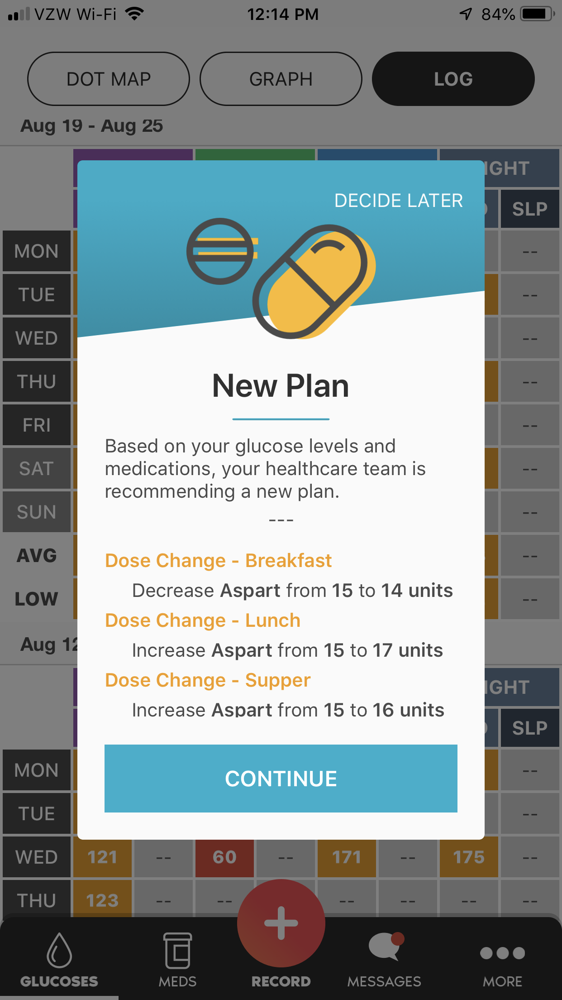 VZW Wi-Fi 12:14 PM 84%
DOT MAP GRAPH LOG
Aug 19 - Aug 25
DECIDE LATER
SLP
MON --
TUE --
WED --
THU --
FRI --
SAT --
SUN --
AVG --
LOW --
New Plan
Based on your glucose levels and
medications, your healthcare team is
recommending a new plan.
---
Dose Change - Breakfast
Decrease Aspart from 15 to 14 units
Dose Change - Lunch
Increase Aspart from 15 to 17 units
Dose Change - Supper
Increase Aspart from 15 to 16 units
CONTINUE
Aug 12
SLP
MON --
TUE --
WED 121 -- 60 -- 171 -- 175 --
THU 123 -- -- -- -- -- --
GLUCOSES MEDS RECORD MESSAGES MORE